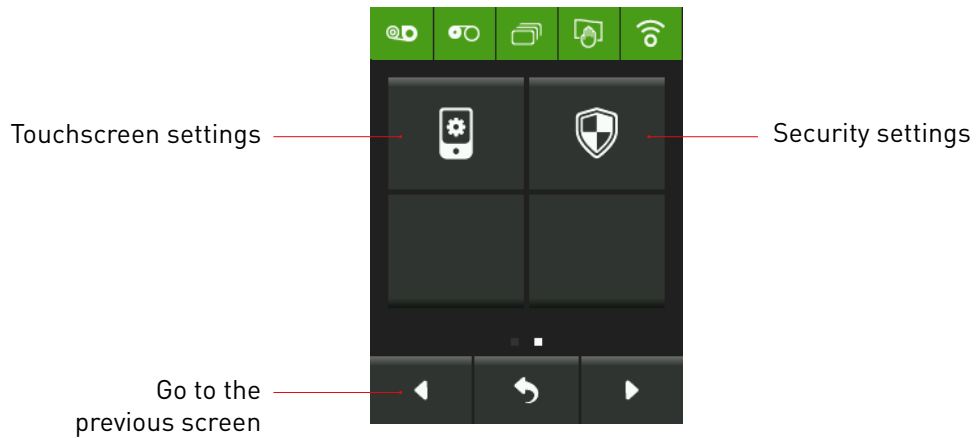 Touchscreen settings
Security settings
Go to the
previous screen